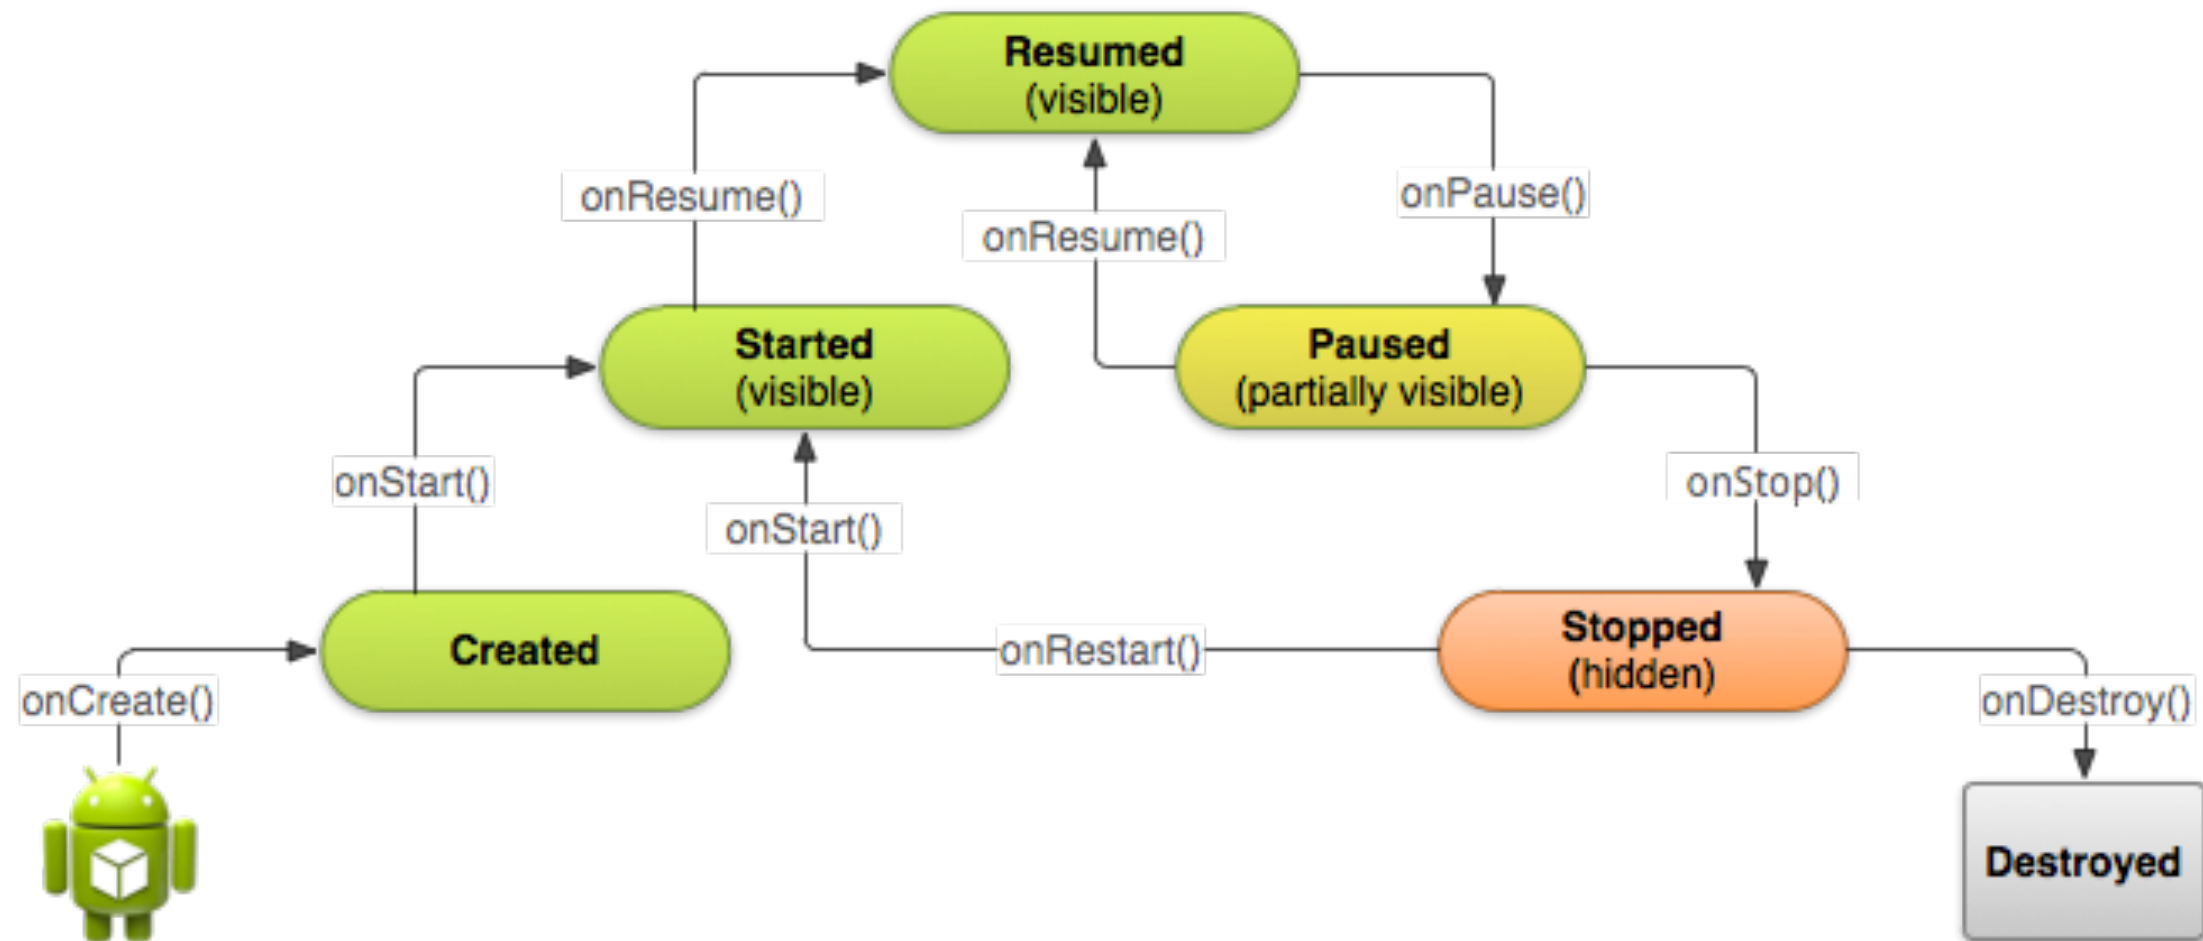 Resumed
(visible)
onResume()
onResume()
onPause()
Started
(visible)
Paused
(partially visible)
onStart()
onStart()
onStop()
Created
onRestart()
Stopped
(hidden)
onCreate()
onDestroy()
Destroyed